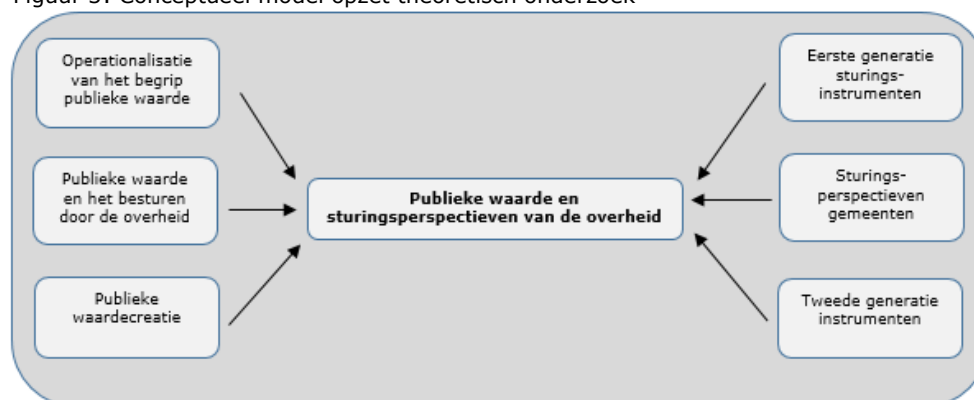 Figuur 3: Conceptueel model opzet theoretisch onderzoek
Operationalisatie
van het begrip
publieke waarde
Publieke waarde
en het besturen
door de overheid
Publieke
waardecreatie
Publieke waarde en
sturingsperspectieven van de overheid
Eerste generatie
sturings-
instrumenten
Sturings-
perspectieven
gemeenten
Tweede generatie
instrumenten